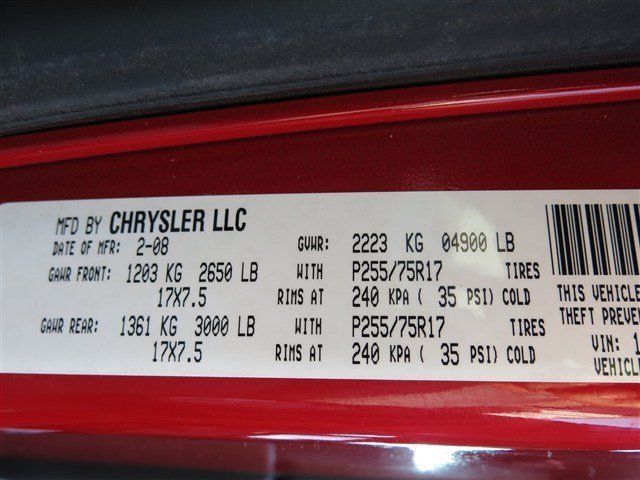 MFD BY CHRYSLER LLC
DATE OF MFR: 2-08 GVWR: 2223 KG 04900 LB
GAWR FRONT: 1203 KG 2650 LB WITH P255/75R17 TIRES
17X7.5 RIMS AT 240 KPA ( 35 PSI) COLD
GAWR REAR: 1361 KG 3000 LB WITH P255/75R17 TIRES
17X7.5 RIMS AT 240 KPA ( 35 PSI) COLD
THIS VEHICLE
THEFT PREVEN
VIN: 1
VEHICLE